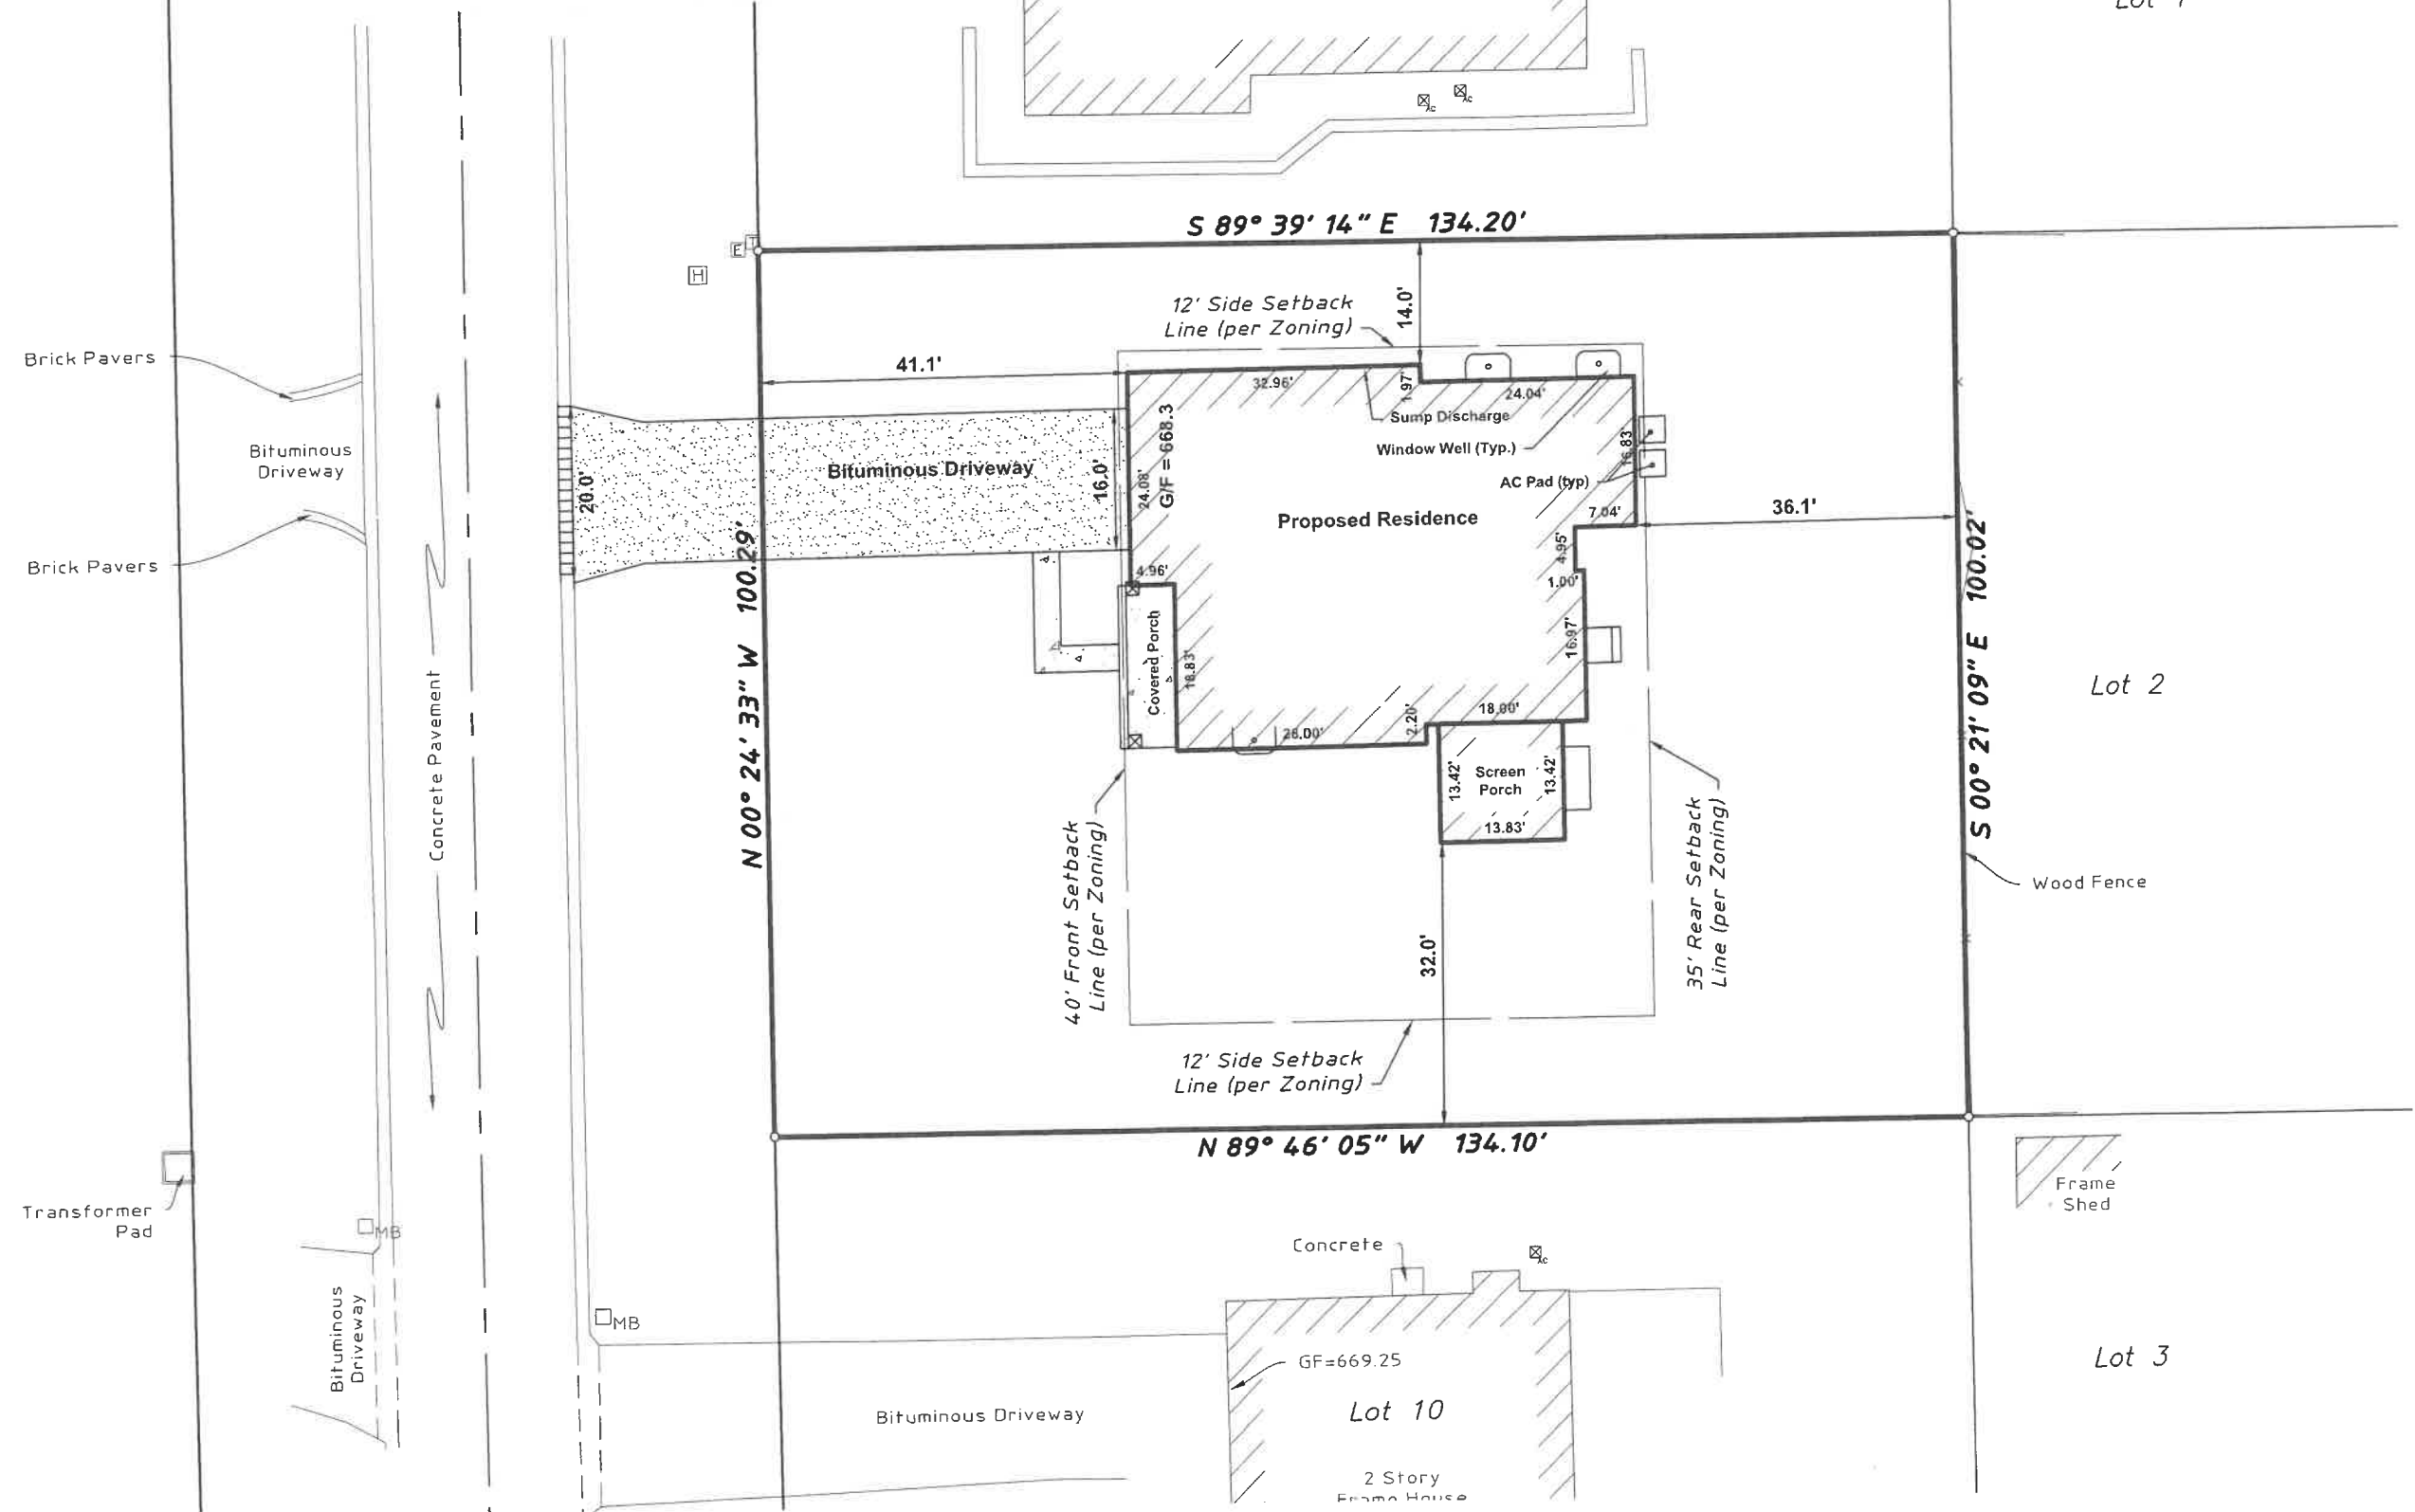 S 89° 39' 14" E 134.20'
E
T
H
AC
AC
12' Side Setback
Line (per Zoning)
14.0'
Brick Pavers
41.1'
32.96'
1.97'
24.04'
Sump Discharge
Window Well (Typ.)
16.83
AC Pad (typ)
Bituminous
Driveway
Bituminous Driveway
20.0'
16.0'
24.08'
G/F = 668.3
Proposed Residence
7.04'
36.1'
Brick Pavers
4.96'
4.95'
1.00'
N 00° 24' 33" W 100.29'
S 00° 21' 09" E 100.02'
Concrete Pavement
Covered Porch
18.83'
16.97'
Lot 2
18.00'
2.20'
26.00'
13.42'
Screen
Porch
13.42'
13.83'
40' Front Setback
Line (per Zoning)
35' Rear Setback
Line (per Zoning)
Wood Fence
32.0'
12' Side Setback
Line (per Zoning)
N 89° 46' 05" W 134.10'
Transformer
Pad
MB
Frame
Shed
Concrete
AC
Bituminous
Driveway
MB
GF=669.25
Lot 10
Lot 3
Bituminous Driveway
2 Story
Frame House